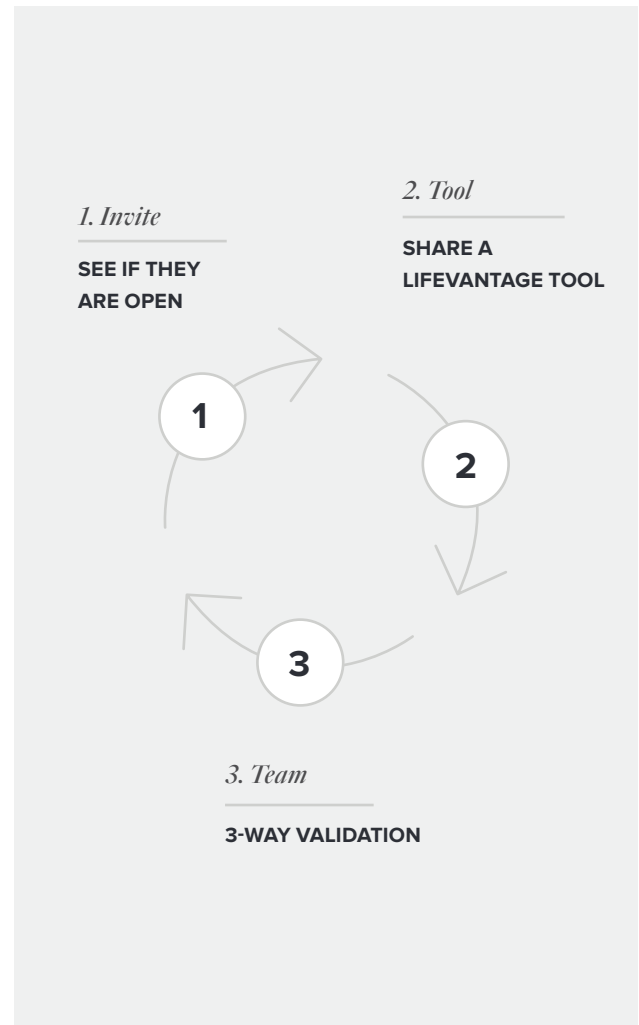 1. Invite
SEE IF THEY
ARE OPEN
2. Tool
SHARE A
LIFEVANTAGE TOOL
1
2
3
3. Team
3-WAY VALIDATION